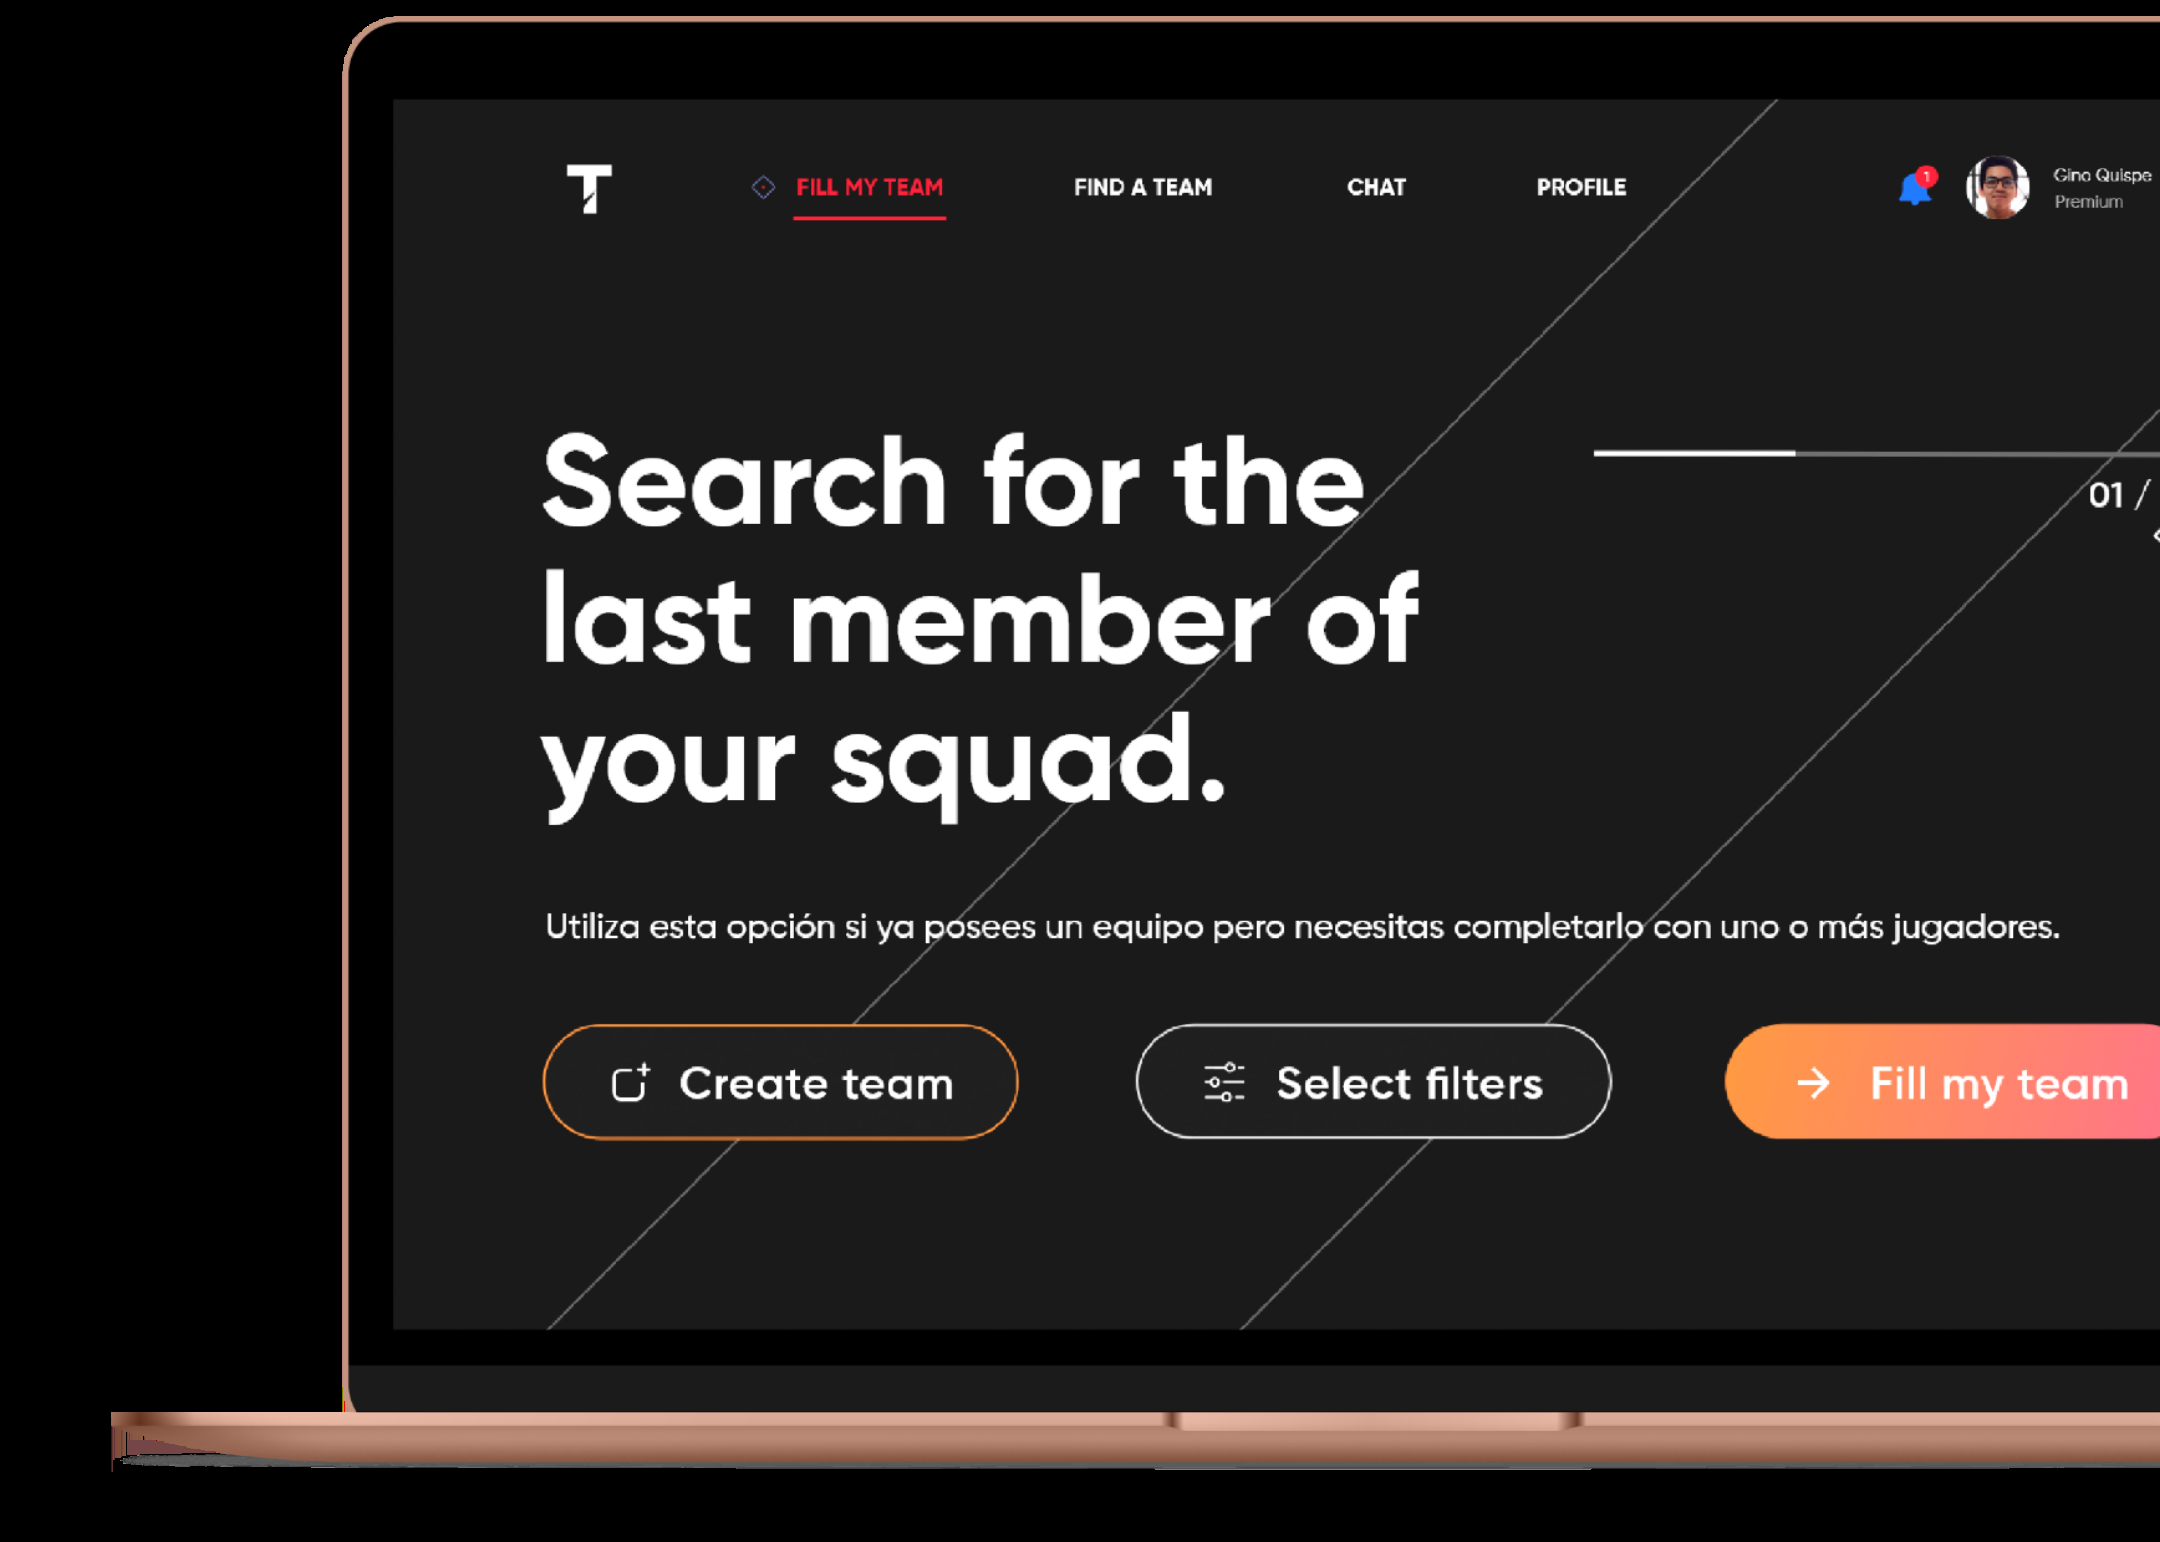 T
FILL MY TEAM
FIND A TEAM
CHAT
PROFILE
1
Gino Quispe
Premium
Search for the
last member of
your squad.
01 /
Utiliza esta opción si ya posees un equipo pero necesitas completarlo con uno o más jugadores.
Create team
Select filters
Fill my team